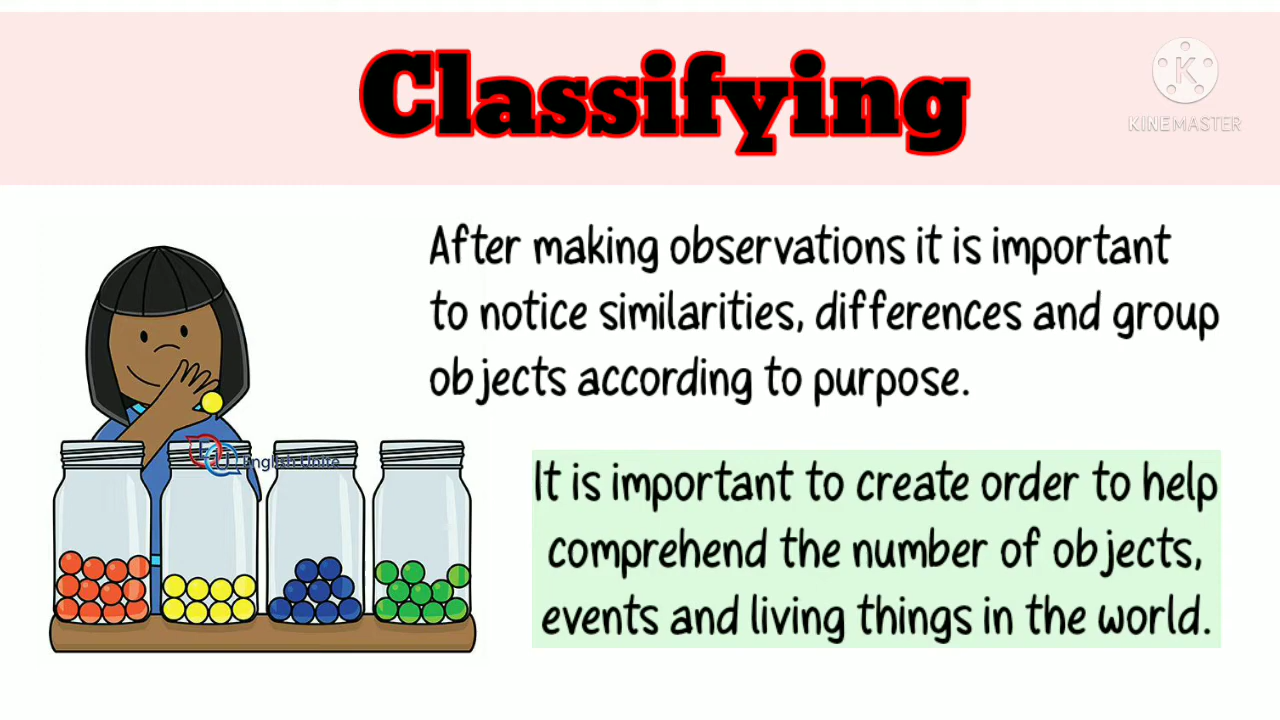 Classifying
K
KINEMASTER
After making observations it is important
to notice similarities, differences and group
objects according to purpose.
English Unite
It is important to create order to help
comprehend the number of objects,
events and living things in the world.